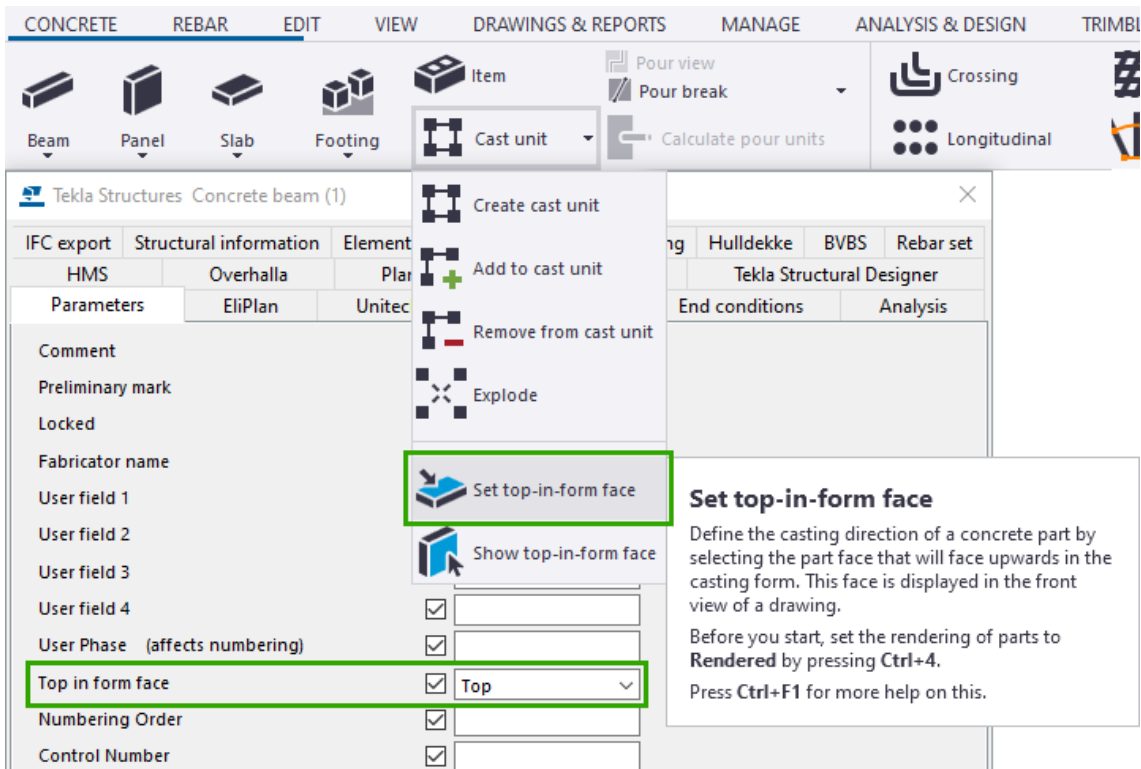 CONCRETE REBAR EDIT VIEW DRAWINGS & REPORTS MANAGE ANALYSIS & DESIGN
Item
Pour view
Pour break
Crossing
Beam Panel Slab Footing
Cast unit
Calculate pour units
Longitudinal
Tekla Structures Concrete beam (1)
IFC export Structural information Element Hulldekke BVBS Rebar set
HMS Overhalla Tekla Structural Designer
Parameters EliPlan End conditions Analysis
Create cast unit
Add to cast unit
Remove from cast unit
Explode
Set top-in-form face
Show top-in-form face
Comment
Preliminary mark
Locked
Fabricator name
User field 1
User field 2
User field 3
User field 4
User Phase (affects numbering)
Top in form face Top
Numbering Order
Control Number
Set top-in-form face
Define the casting direction of a concrete part by
selecting the part face that will face upwards in the
casting form. This face is displayed in the front
view of a drawing.
Before you start, set the rendering of parts to
Rendered by pressing Ctrl+4.
Press Ctrl+F1 for more help on this.